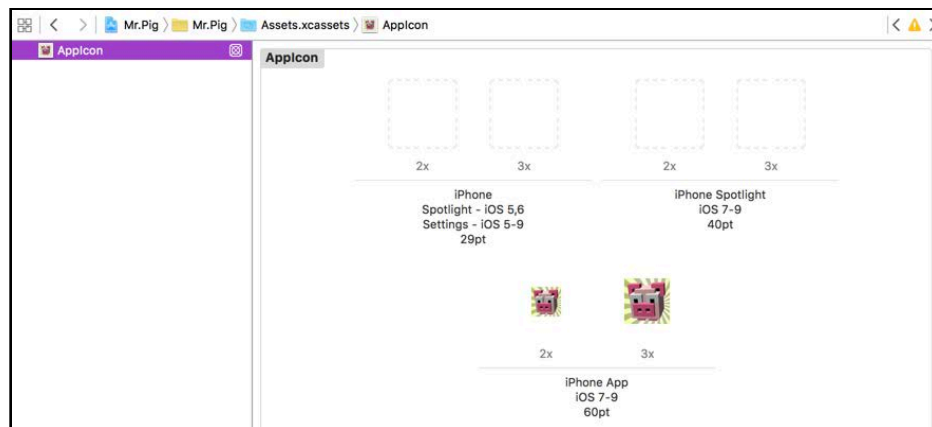 Mr.Pig Mr.Pig Assets.xcassets AppIcon
AppIcon
AppIcon
2x 3x 2x 3x
iPhone
Spotlight - iOS 5,6
Settings - iOS 5-9
29pt
iPhone Spotlight
iOS 7-9
40pt
2x 3x
iPhone App
iOS 7-9
60pt